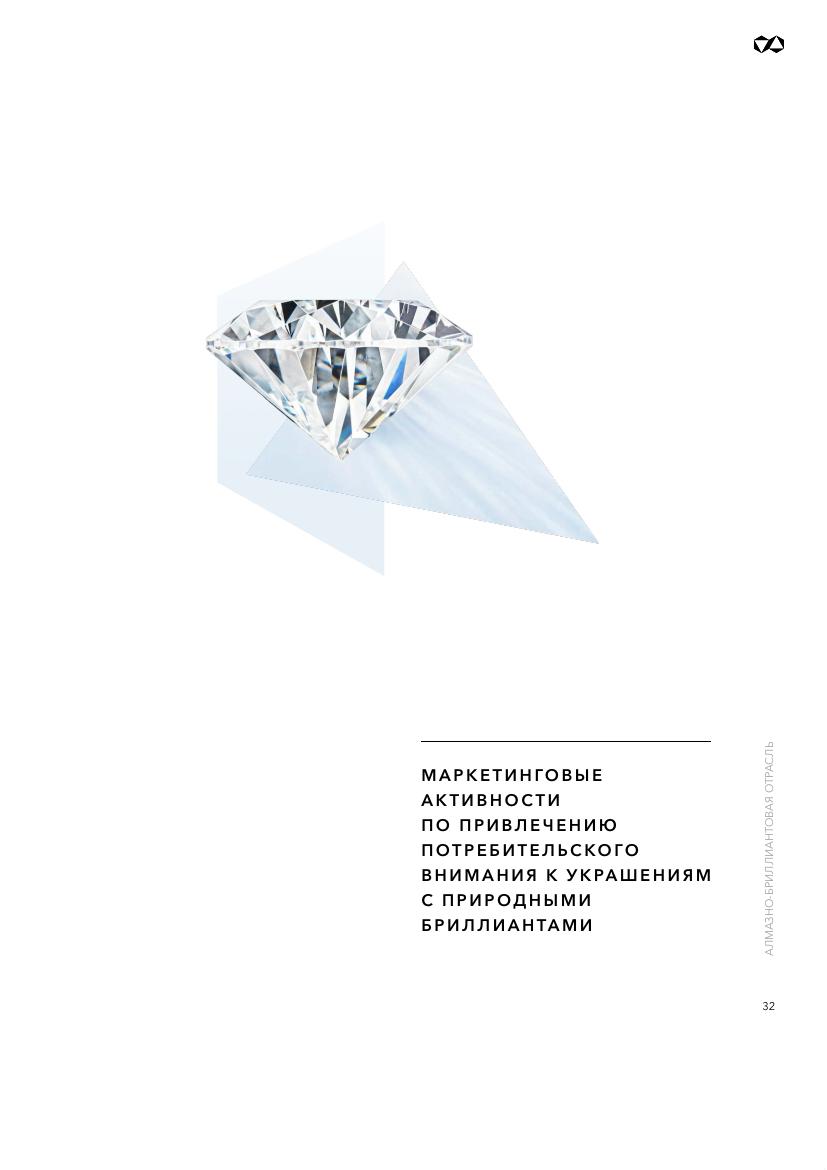 МАРКЕТИНГОВЫЕ
АКТИВНОСТИ
ПО ПРИВЛЕЧЕНИЮ
ПОТРЕБИТЕЛЬСКОГО
ВНИМАНИЯ К УКРАШЕНИЯМ
С ПРИРОДНЫМИ
БРИЛЛИАНТАМИ
АЛМАЗНО-БРИЛЛИАНТОВАЯ ОТРАСЛЬ
32